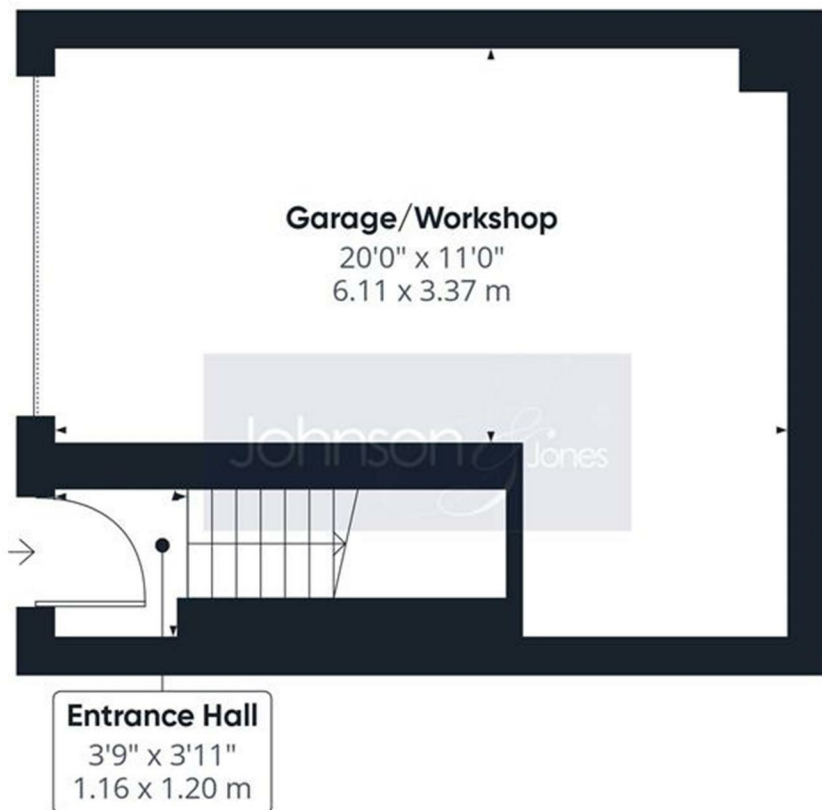 Garage/Workshop
20'0" x 11'0"
6.11 x 3.37 m
Johnson & Jones
Entrance Hall
3'9" x 3'11"
1.16 x 1.20 m